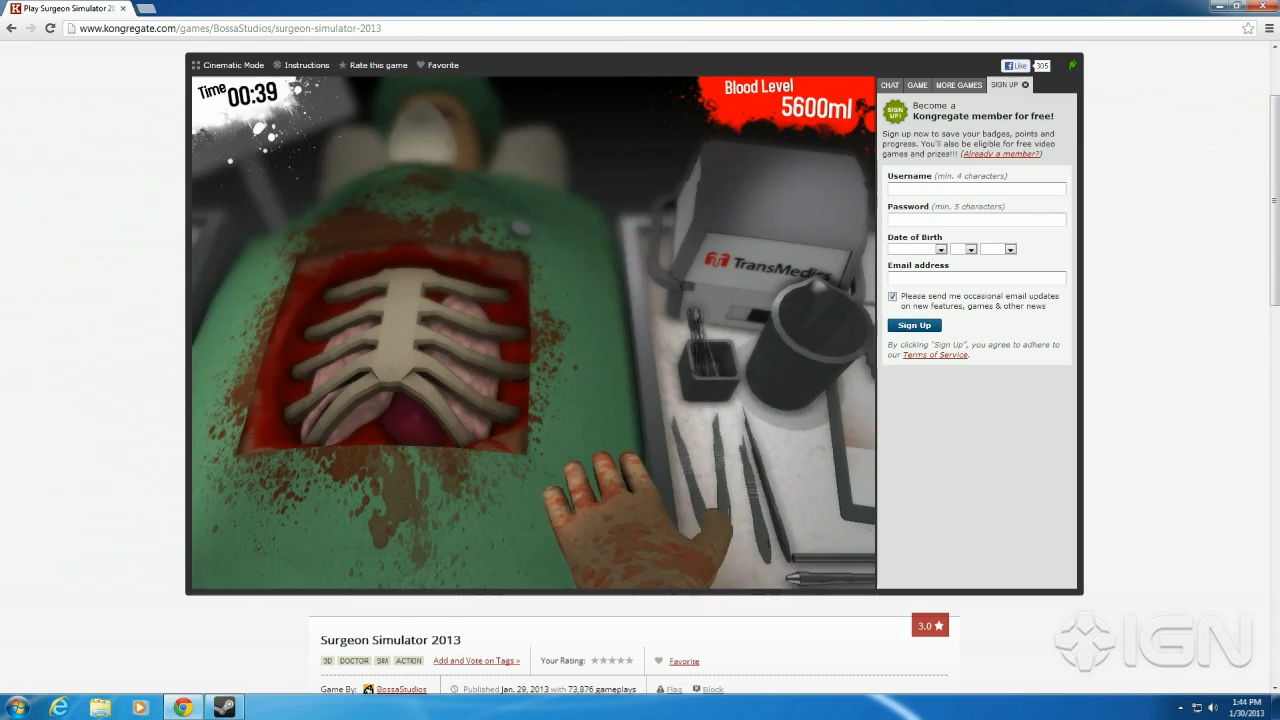 Play Surgeon Simulator 20
www.kongregate.com/games/BossaStudios/surgeon-simulator-2013
Cinematic Mode Instructions Rate this game Favorite Like 305
Time 00:39
Blood Level
5600ml
TransMedics
CHAT GAME MORE GAMES SIGN UP
SIGN UP!
Become a
Kongregate member for free!
Sign up now to save your badges, points and
progress. You'll also be eligible for free video
games and prizes!!! (Already a member?)
Username (min. 4 characters)
Password (min. 5 characters)
Date of Birth
Email address
Please send me occasional email updates
on new features, games & other news
Sign Up
By clicking "Sign Up", you agree to adhere to
our Terms of Service.
3.0
Surgeon Simulator 2013
3D DOCTOR SIM ACTION Add and Vote on Tags » Your Rating: Favorite
Game By: BossaStudios Published Jan. 29, 2013 with 73,876 gameplays Flag Block
IGN
1:44 PM
1/30/2013